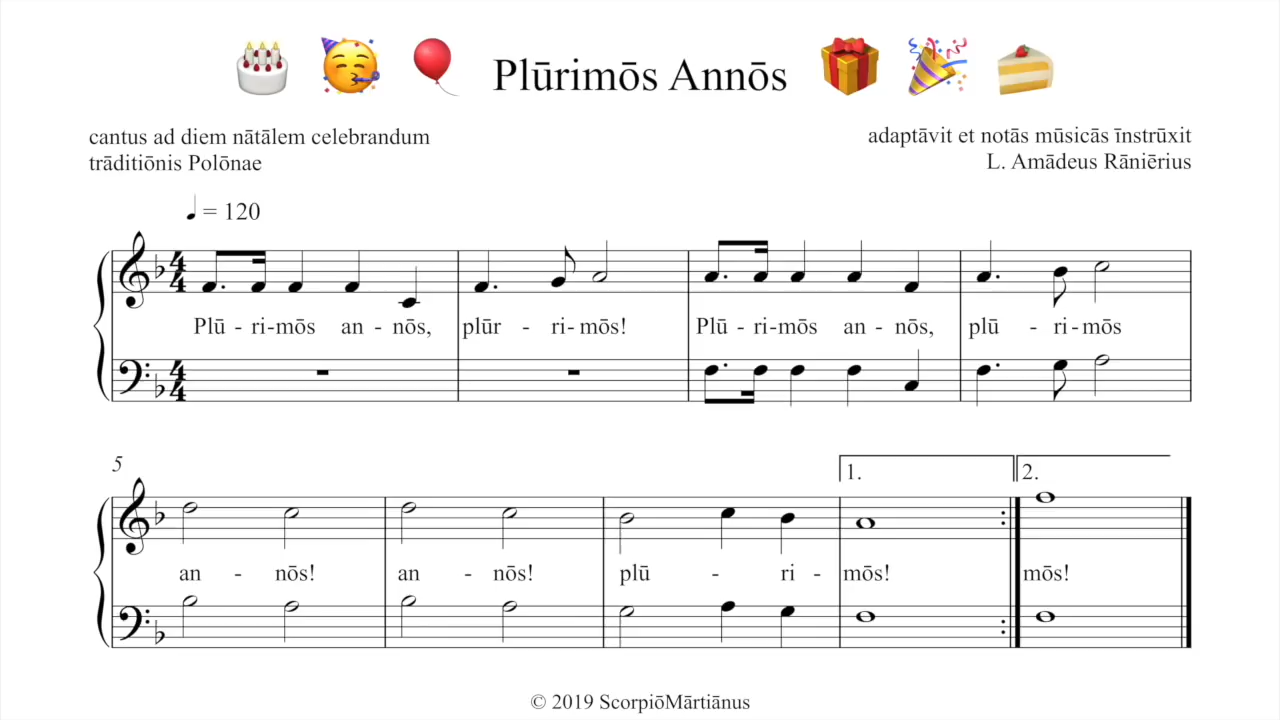 Plūrimōs Annōs
cantus ad diem nātālem celebrandum
trāditiōnis Polōnae
adaptāvit et notās mūsicās īnstrūxit
L. Amādeus Rāniērius
= 120
Plū - ri-mōs an - nōs, plūr - ri- mōs! Plū - ri-mōs an - nōs, plū - ri - mōs
5
1. 2.
an - nōs! an - nōs! plū - ri - mōs! mōs!
© 2019 ScorpiōMārtiānus